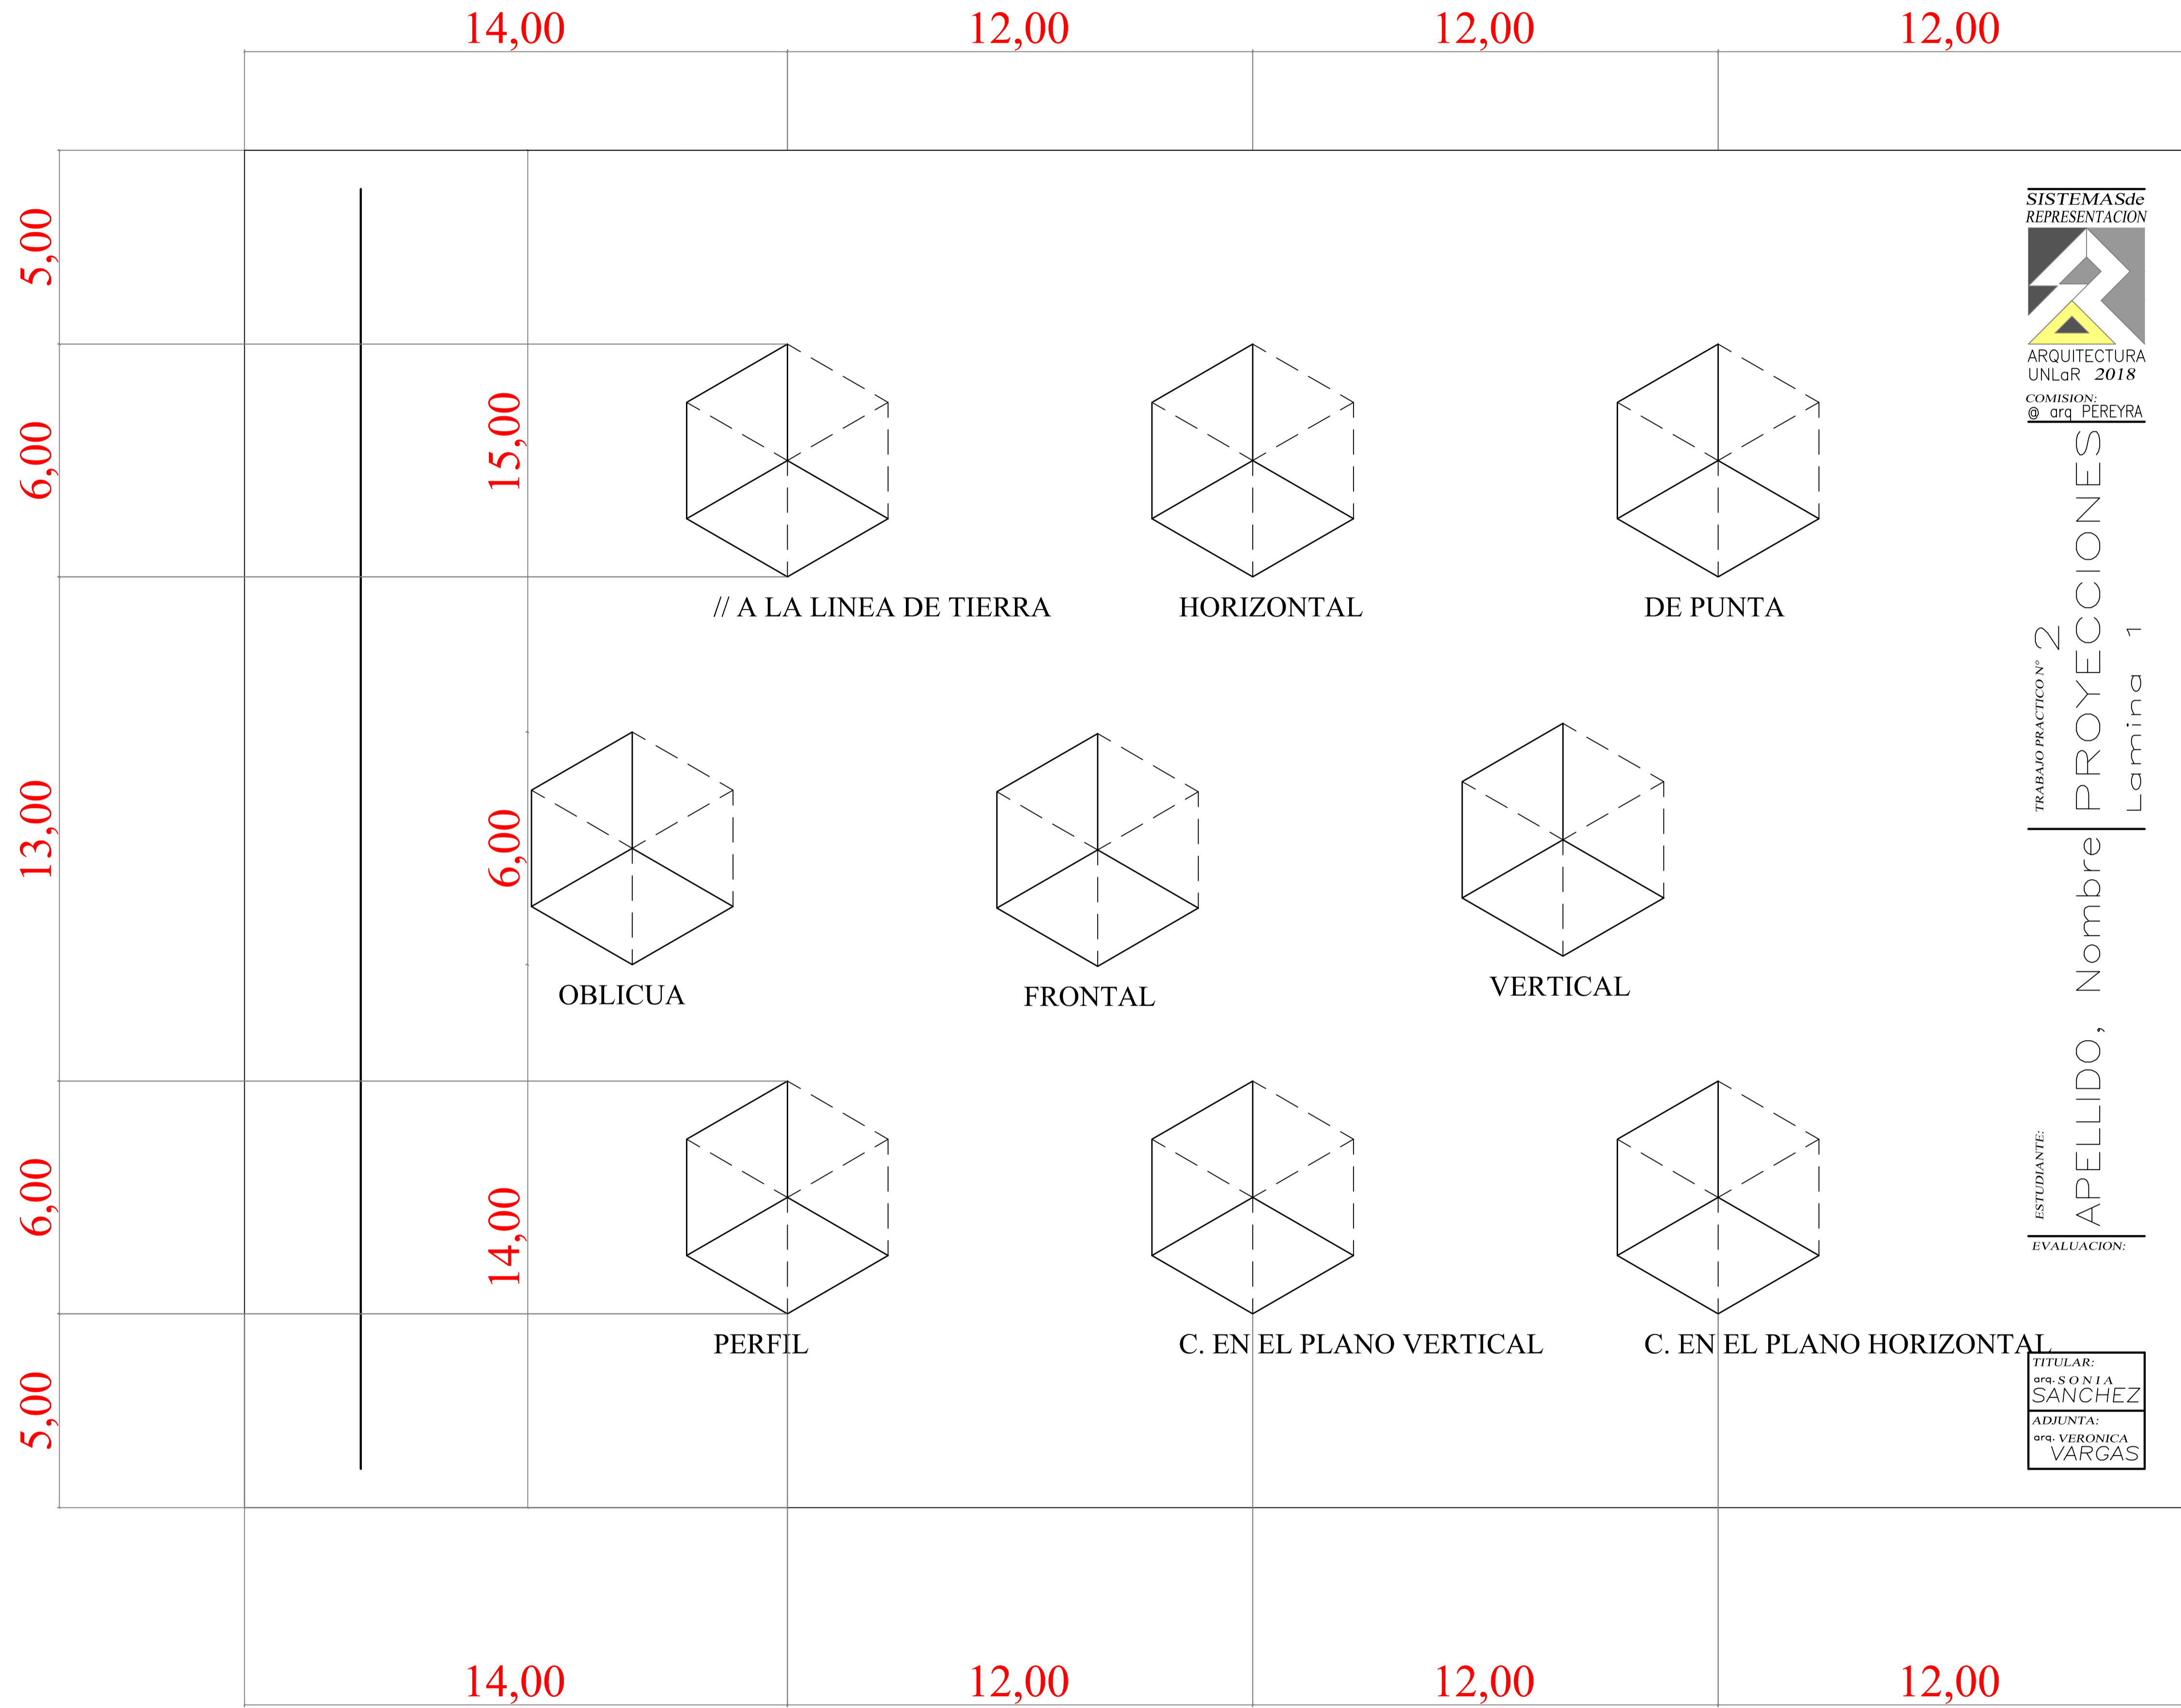 14,00
12,00
12,00
12,00
5,00
6,00
13,00
6,00
5,00
15,00
6,00
14,00
// A LA LINEA DE TIERRA
HORIZONTAL
DE PUNTA
OBLICUA
FRONTAL
VERTICAL
PERFIL
C. EN EL PLANO VERTICAL
C. EN EL PLANO HORIZONTAL
SISTEMASde
REPRESENTACION
ARQUITECTURA
UNLaR 2018
COMISION:
@ arq PEREYRA
TRABAJO PRACTICO Nº 2
PROYECCIONES
Lamina 1
ESTUDIANTE:
APELLIDO, Nombre
EVALUACION:
TITULAR:
arq. SONIA
SANCHEZ
ADJUNTA:
arq. VERONICA
VARGAS
14,00
12,00
12,00
12,00